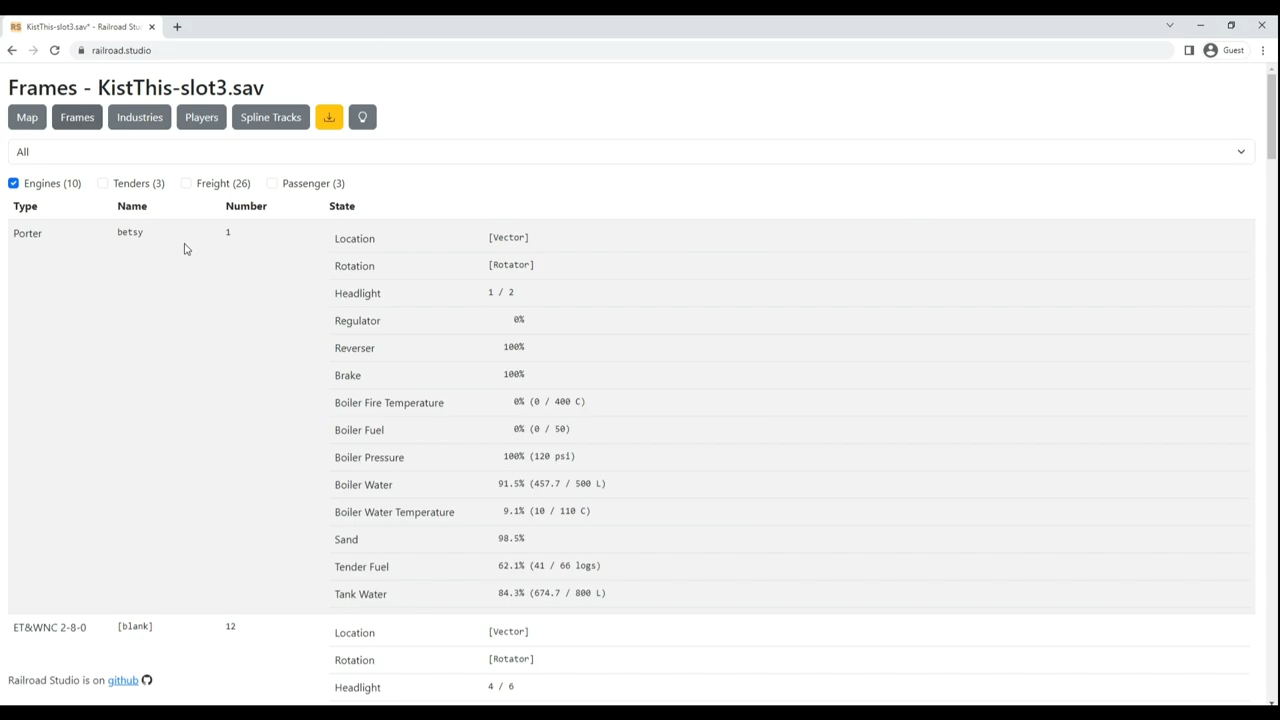 RS KistThis-slot3.sav* - Railroad Stu
railroad.studio
Guest
Frames - KistThis-slot3.sav
Map Frames Industries Players Spline Tracks
All
Engines (10) Tenders (3) Freight (26) Passenger (3)
Type Name Number State
Porter betsy 1
Location [Vector]
Rotation [Rotator]
Headlight 1 / 2
Regulator 0%
Reverser 100%
Brake 100%
Boiler Fire Temperature 0% (0 / 400 C)
Boiler Fuel 0% (0 / 50)
Boiler Pressure 100% (120 psi)
Boiler Water 91.5% (457.7 / 500 L)
Boiler Water Temperature 9.1% (10 / 110 C)
Sand 98.5%
Tender Fuel 62.1% (41 / 66 logs)
Tank Water 84.3% (674.7 / 800 L)
ET&WNC 2-8-0 [blank] 12
Location [Vector]
Rotation [Rotator]
Headlight 4 / 6
Railroad Studio is on github